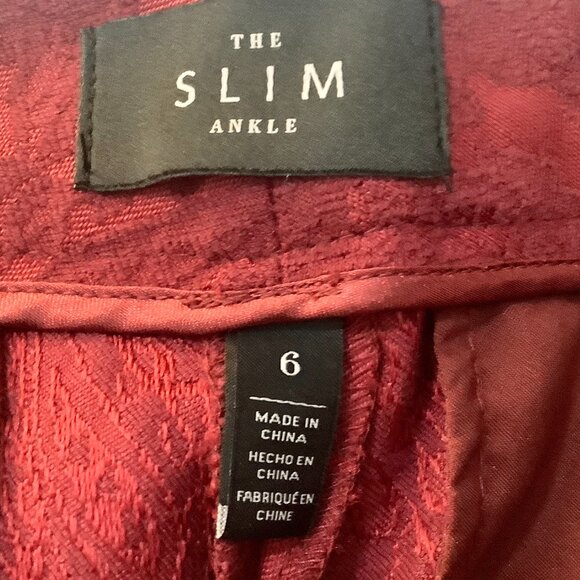 THE
SLIM
ANKLE
6
MADE IN
CHINA
HECHO EN
CHINA
FABRIQUÉ EN
CHINE